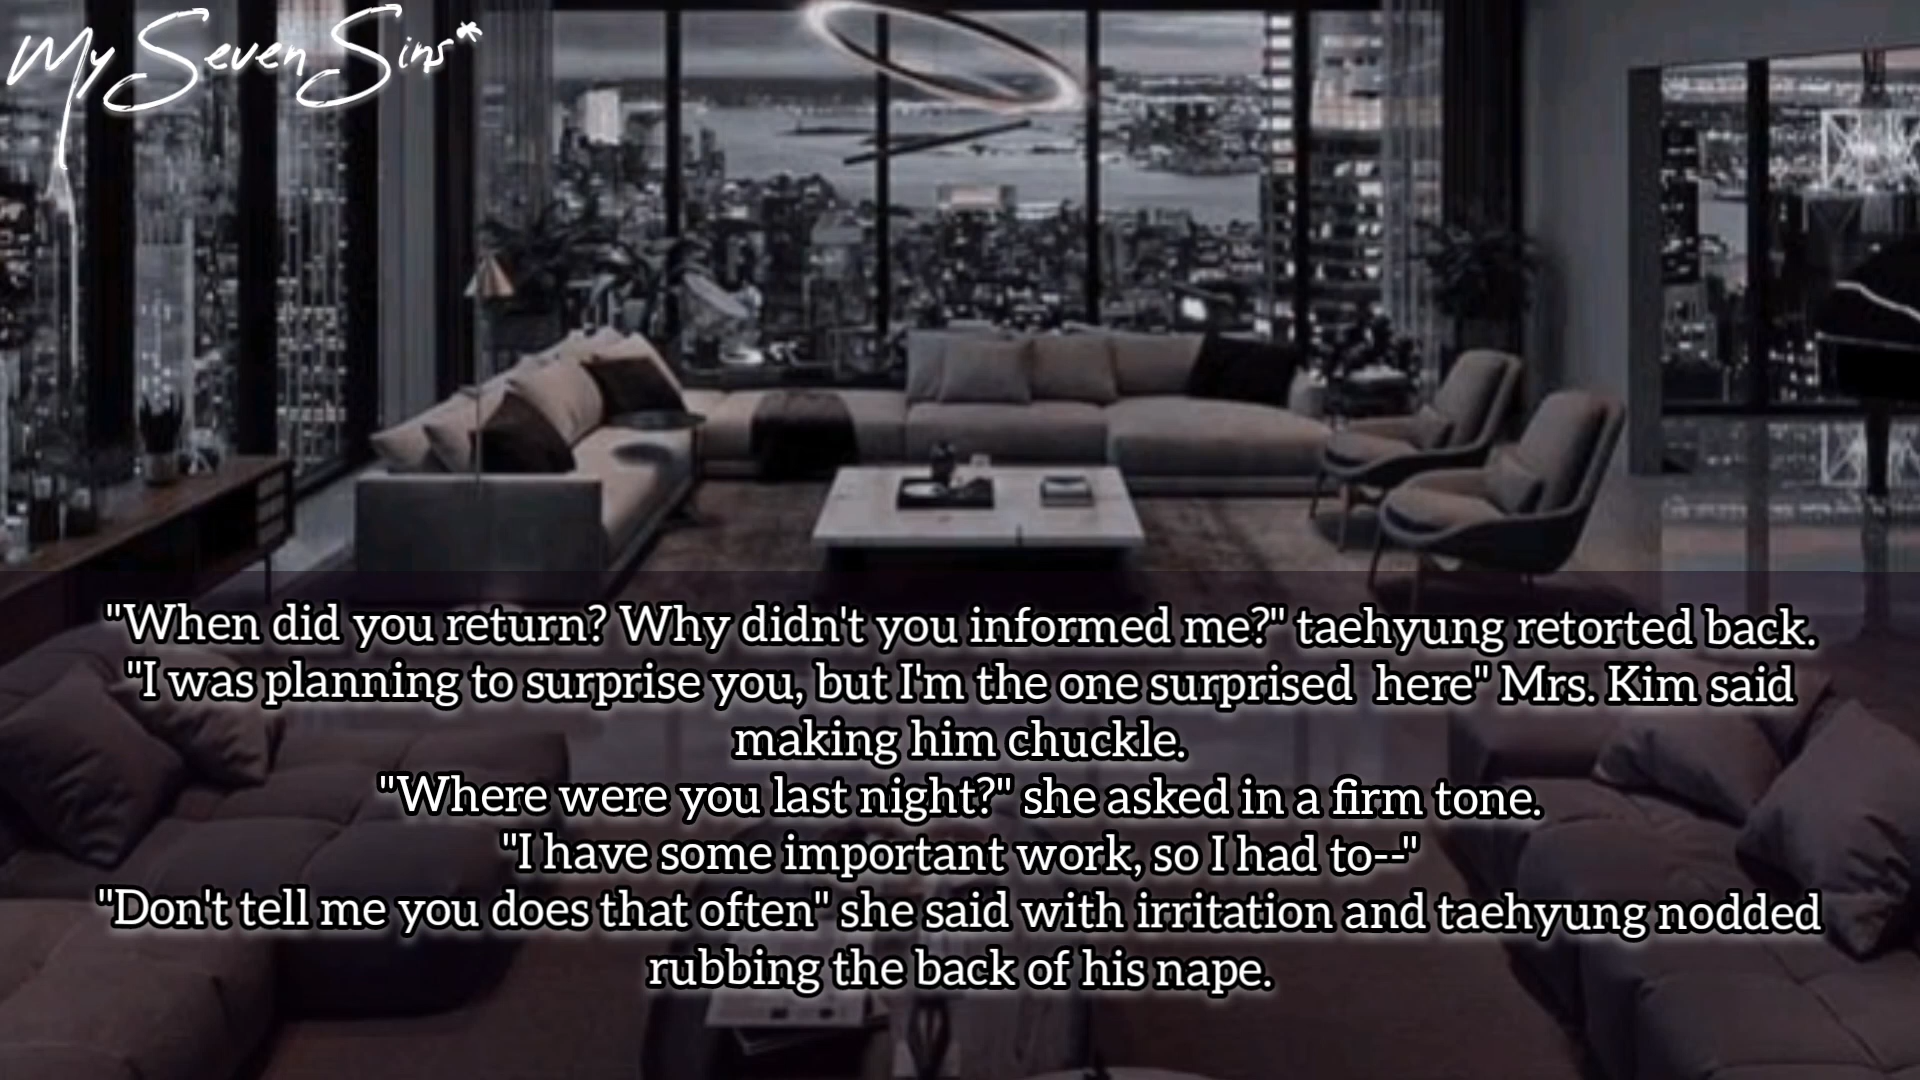 My Seven Sins*
"When did you return? Why didn't you informed me?" taehyung retorted back.
"I was planning to surprise you, but I'm the one surprised  here" Mrs. Kim said
making him chuckle.
"Where were you last night?" she asked in a firm tone.
"I have some important work, so I had to--"
"Don't tell me you does that often" she said with irritation and taehyung nodded
rubbing the back of his nape.